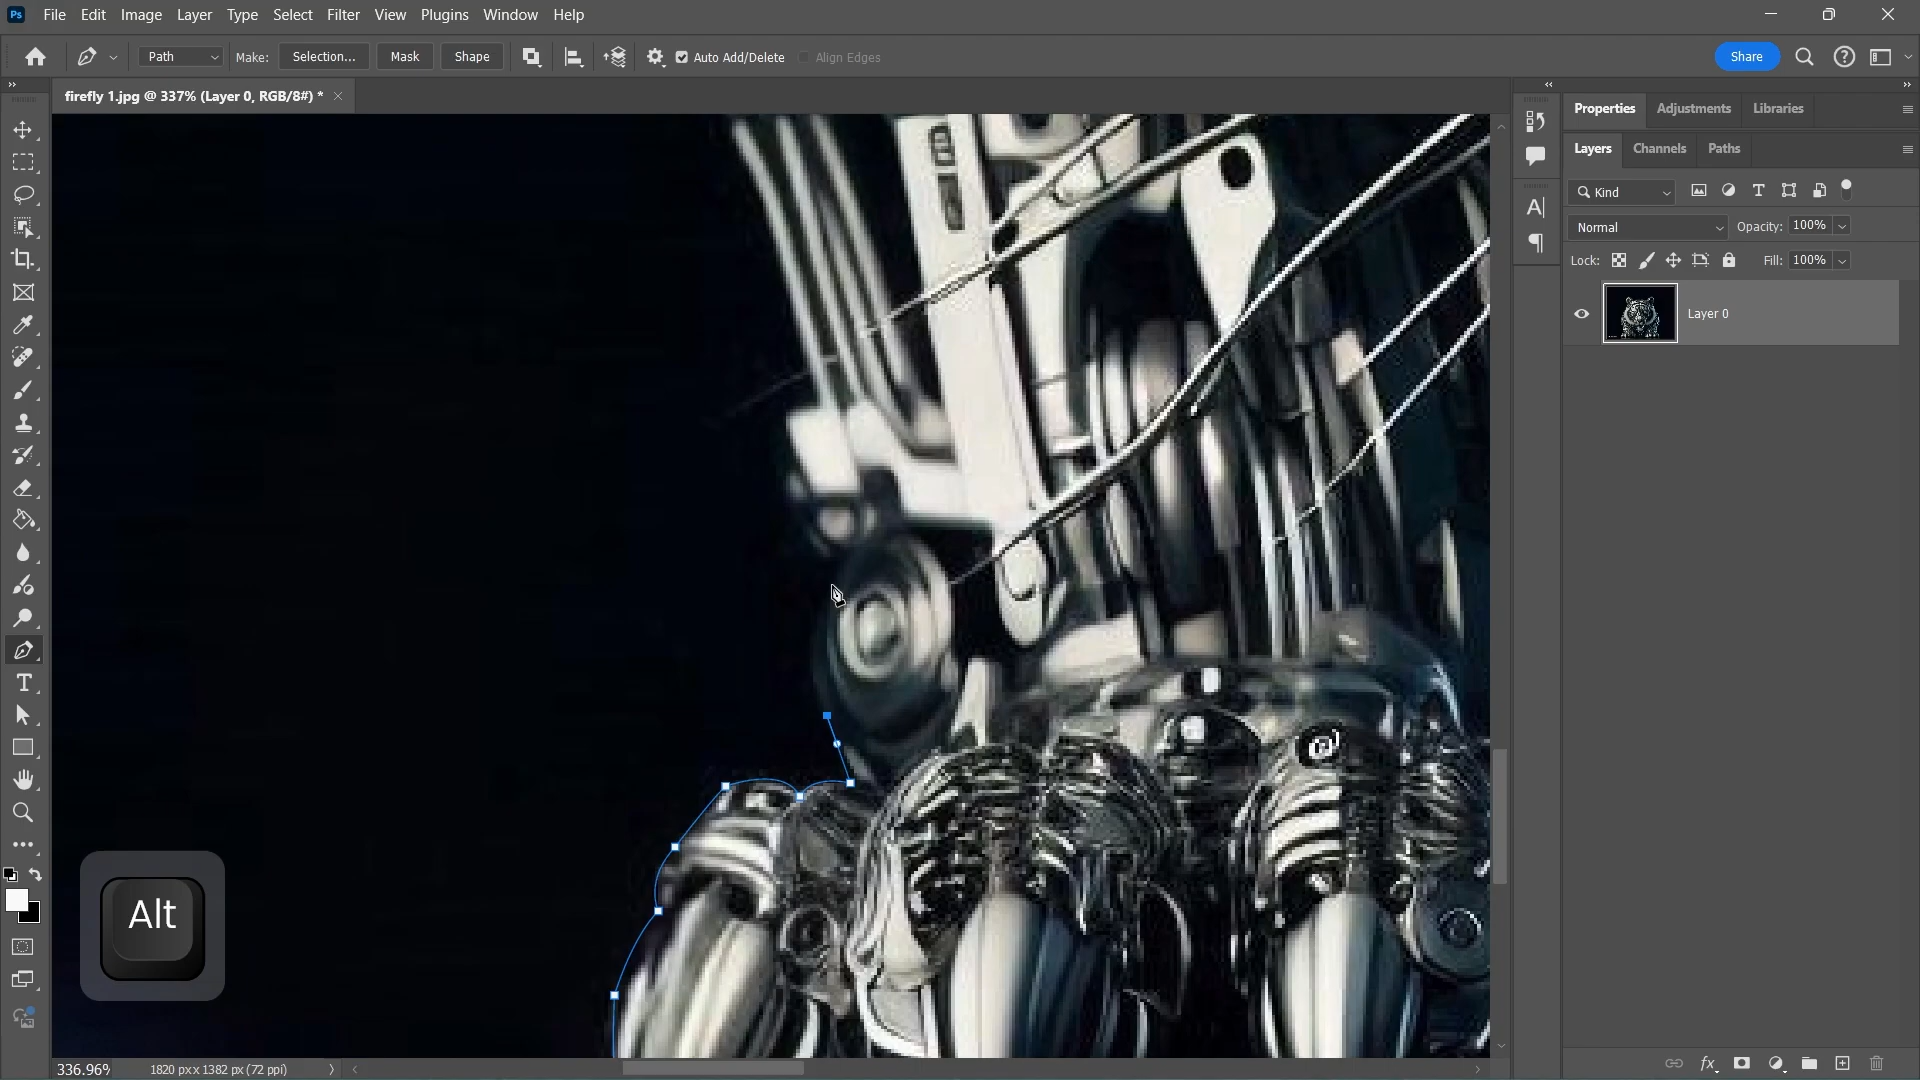 Ps File Edit Image Layer Type Select Filter View Plugins Window Help
Path Make: Selection... Mask Shape Auto Add/Delete Align Edges Share
firefly 1.jpg @ 337% (Layer 0, RGB/8#) *
Properties Adjustments Libraries
Layers Channels Paths
Kind
Normal Opacity: 100%
Lock: Fill: 100%
Layer 0
Alt
336.96% 1820 px x 1382 px (72 ppi)
fx